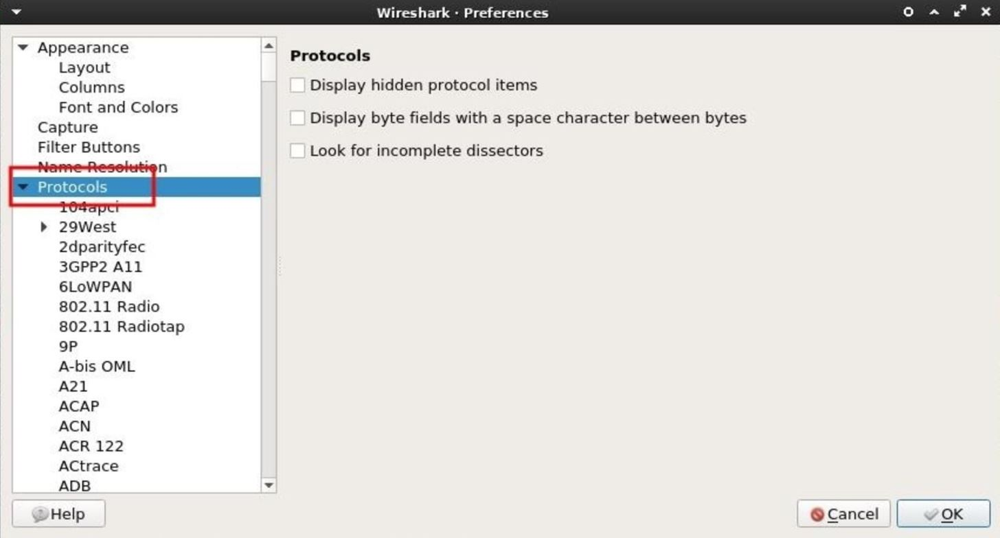 Wireshark · Preferences
Appearance
Layout
Columns
Font and Colors
Capture
Filter Buttons
Name Resolution
Protocols
104apci
29West
2dparityfec
3GPP2 A11
6LoWPAN
802.11 Radio
802.11 Radiotap
9P
A-bis OML
A21
ACAP
ACN
ACR 122
ACtrace
ADB
Protocols
Display hidden protocol items
Display byte fields with a space character between bytes
Look for incomplete dissectors
Help
Cancel
OK